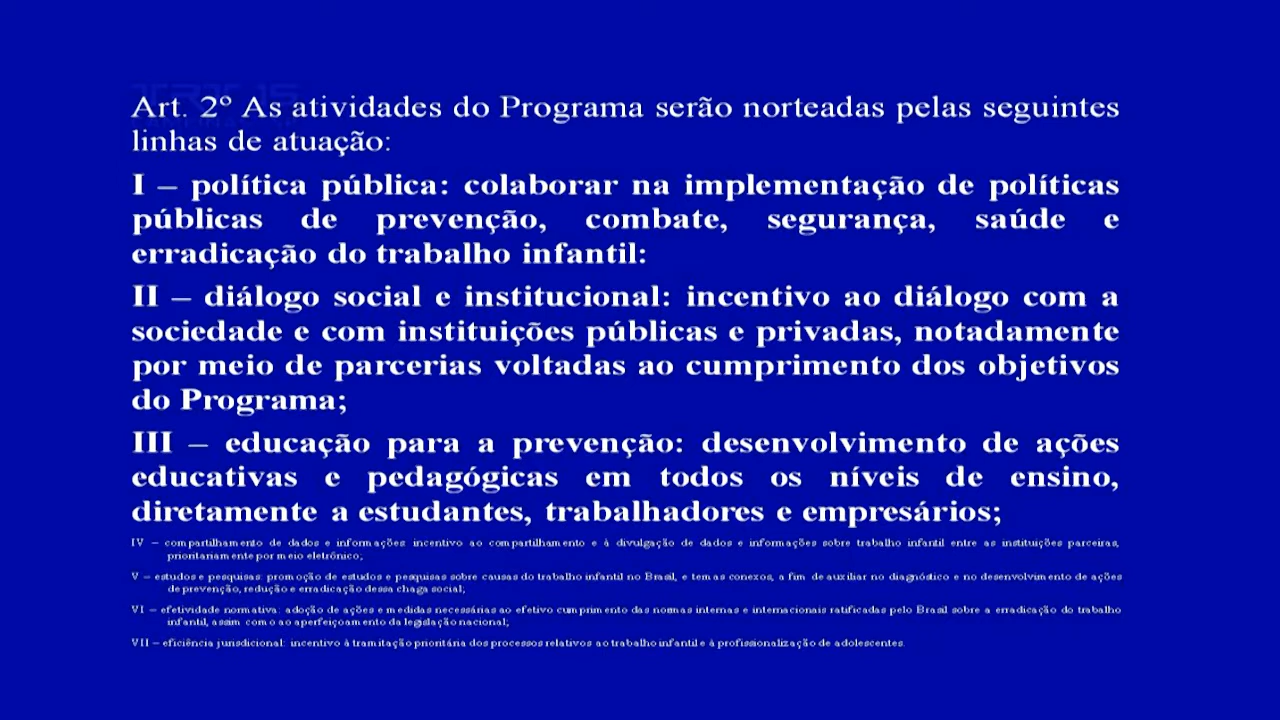 Art. 2º As atividades do Programa serão norteadas pelas seguintes
linhas de atuação:
I – política pública: colaborar na implementação de políticas
públicas de prevenção, combate, segurança, saúde e
erradicação do trabalho infantil:
II – diálogo social e institucional: incentivo ao diálogo com a
sociedade e com instituições públicas e privadas, notadamente
por meio de parcerias voltadas ao cumprimento dos objetivos
do Programa;
III – educação para a prevenção: desenvolvimento de ações
educativas e pedagógicas em todos os níveis de ensino,
diretamente a estudantes, trabalhadores e empresários;
IV – compartilhamento de dados e informações: incentivo ao compartilhamento e à divulgação de dados e informações sobre trabalho infantil entre as instituições parceiras,
prioritariamente por meio eletrônico;
V – estudos e pesquisas: promoção de estudos e pesquisas sobre causas do trabalho infantil no Brasil, e temas conexos, a fim de auxiliar no diagnóstico e no desenvolvimento de ações
de prevenção, redução e erradicação dessa chaga social;
VI – efetividade normativa: adoção de ações e medidas necessárias ao efetivo cumprimento das normas internas e internacionais ratificadas pelo Brasil sobre a erradicação do trabalho
infantil, assim como ao aperfeiçoamento da legislação nacional;
VII – eficiência jurisdicional: incentivo à tramitação prioritária dos processos relativos ao trabalho infantil e à profissionalização de adolescentes.